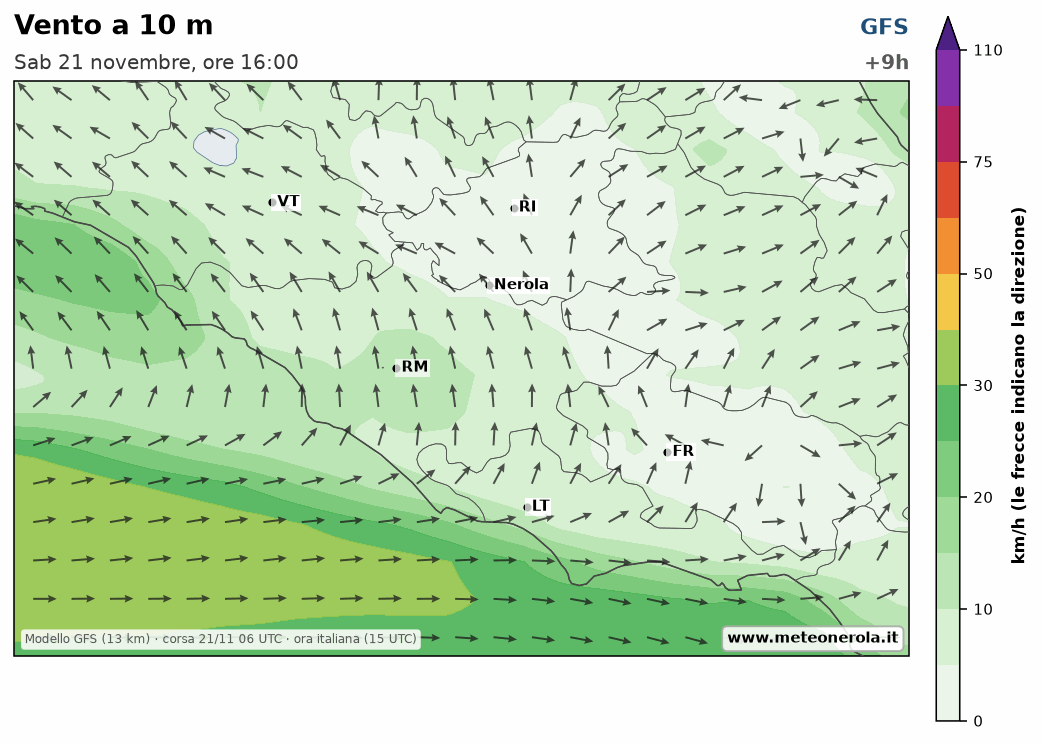 Vento a 10 m
GFS
Sab 21 novembre, ore 16:00
+9h
VT
RI
Nerola
RM
FR
LT
Modello GFS (13 km) · corsa 21/11 06 UTC · ora italiana (15 UTC)
www.meteonerola.it
110
75
50
30
20
10
0
km/h (le frecce indicano la direzione)